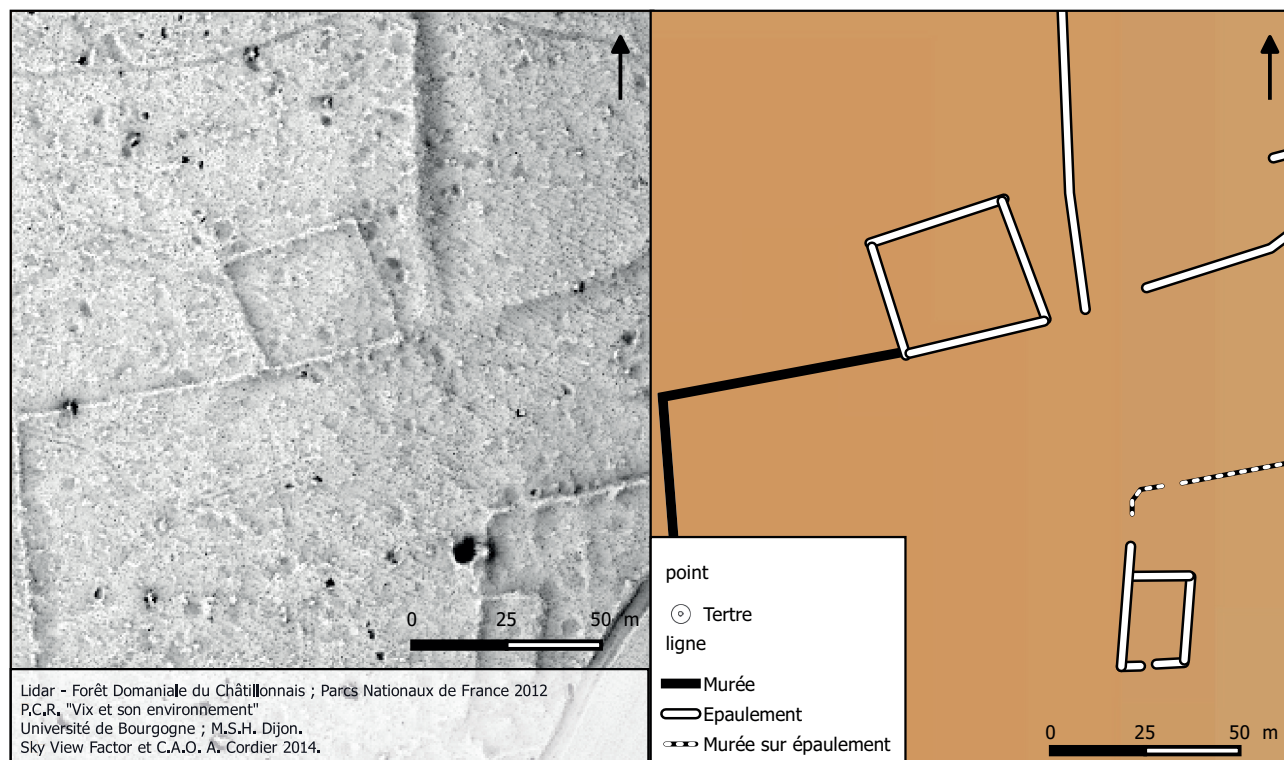 0 25 50 m
Lidar - Forêt Domaniale du Châtillonnais ; Parcs Nationaux de France 2012
P.C.R. "Vix et son environnement"
Université de Bourgogne ; M.S.H. Dijon.
Sky View Factor et C.A.O. A. Cordier 2014.
point
Tertre
ligne
Murée
Epaulement
Murée sur épaulement
0 25 50 m